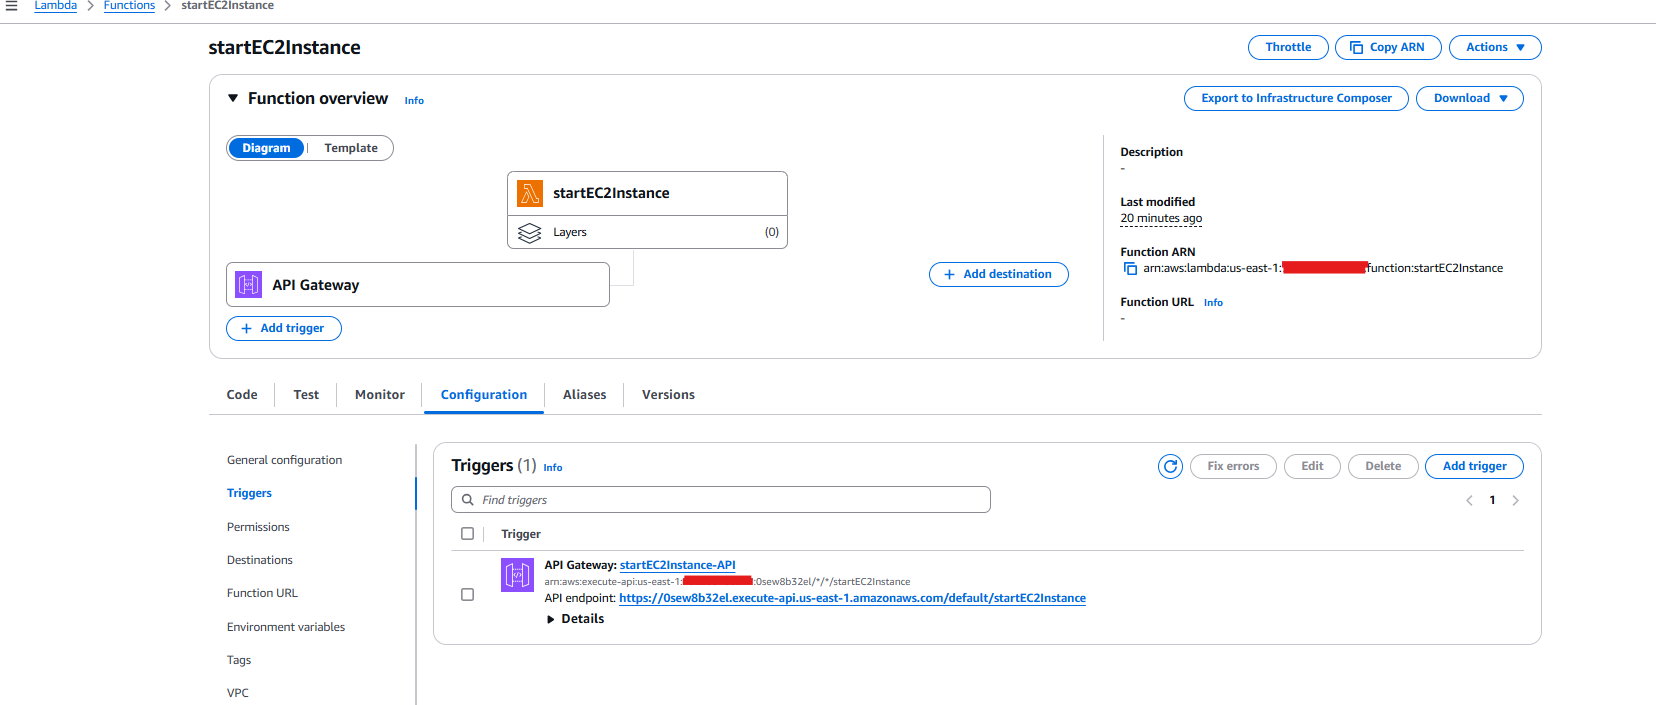 Lambda > Functions > startEC2Instance
startEC2Instance
Throttle
Copy ARN
Actions
Function overview Info
Export to Infrastructure Composer
Download
Diagram
Template
startEC2Instance
Layers (0)
API Gateway
+ Add trigger
+ Add destination
Description
-
Last modified
20 minutes ago
Function ARN
arn:aws:lambda:us-east-1: :function:startEC2Instance
Function URL Info
-
Code
Test
Monitor
Configuration
Aliases
Versions
General configuration
Triggers
Permissions
Destinations
Function URL
Environment variables
Tags
VPC
Triggers (1) Info
Fix errors
Edit
Delete
Add trigger
Find triggers
1
Trigger
API Gateway: startEC2Instance-API
arn:aws:execute-api:us-east-1: :0sew8b32el/*/*/startEC2Instance
API endpoint: https://0sew8b32el.execute-api.us-east-1.amazonaws.com/default/startEC2Instance
Details